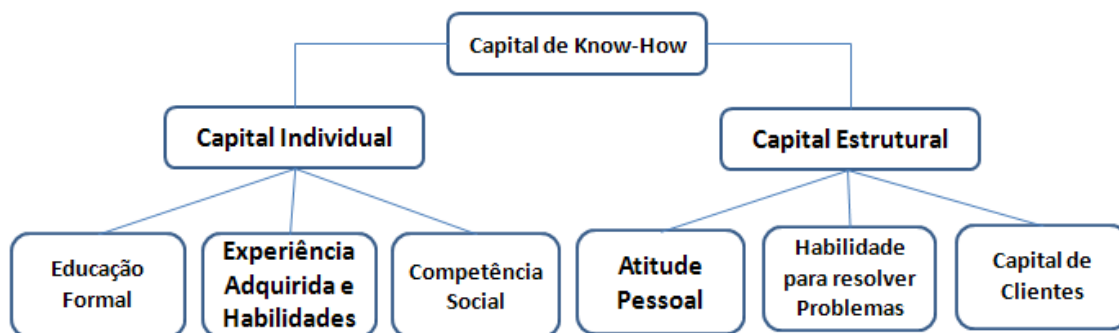 Capital de Know-How
Capital Individual
Capital Estrutural
Educação
Formal
Experiência
Adquirida e
Habilidades
Competência
Social
Atitude
Pessoal
Habilidade
para resolver
Problemas
Capital de
Clientes